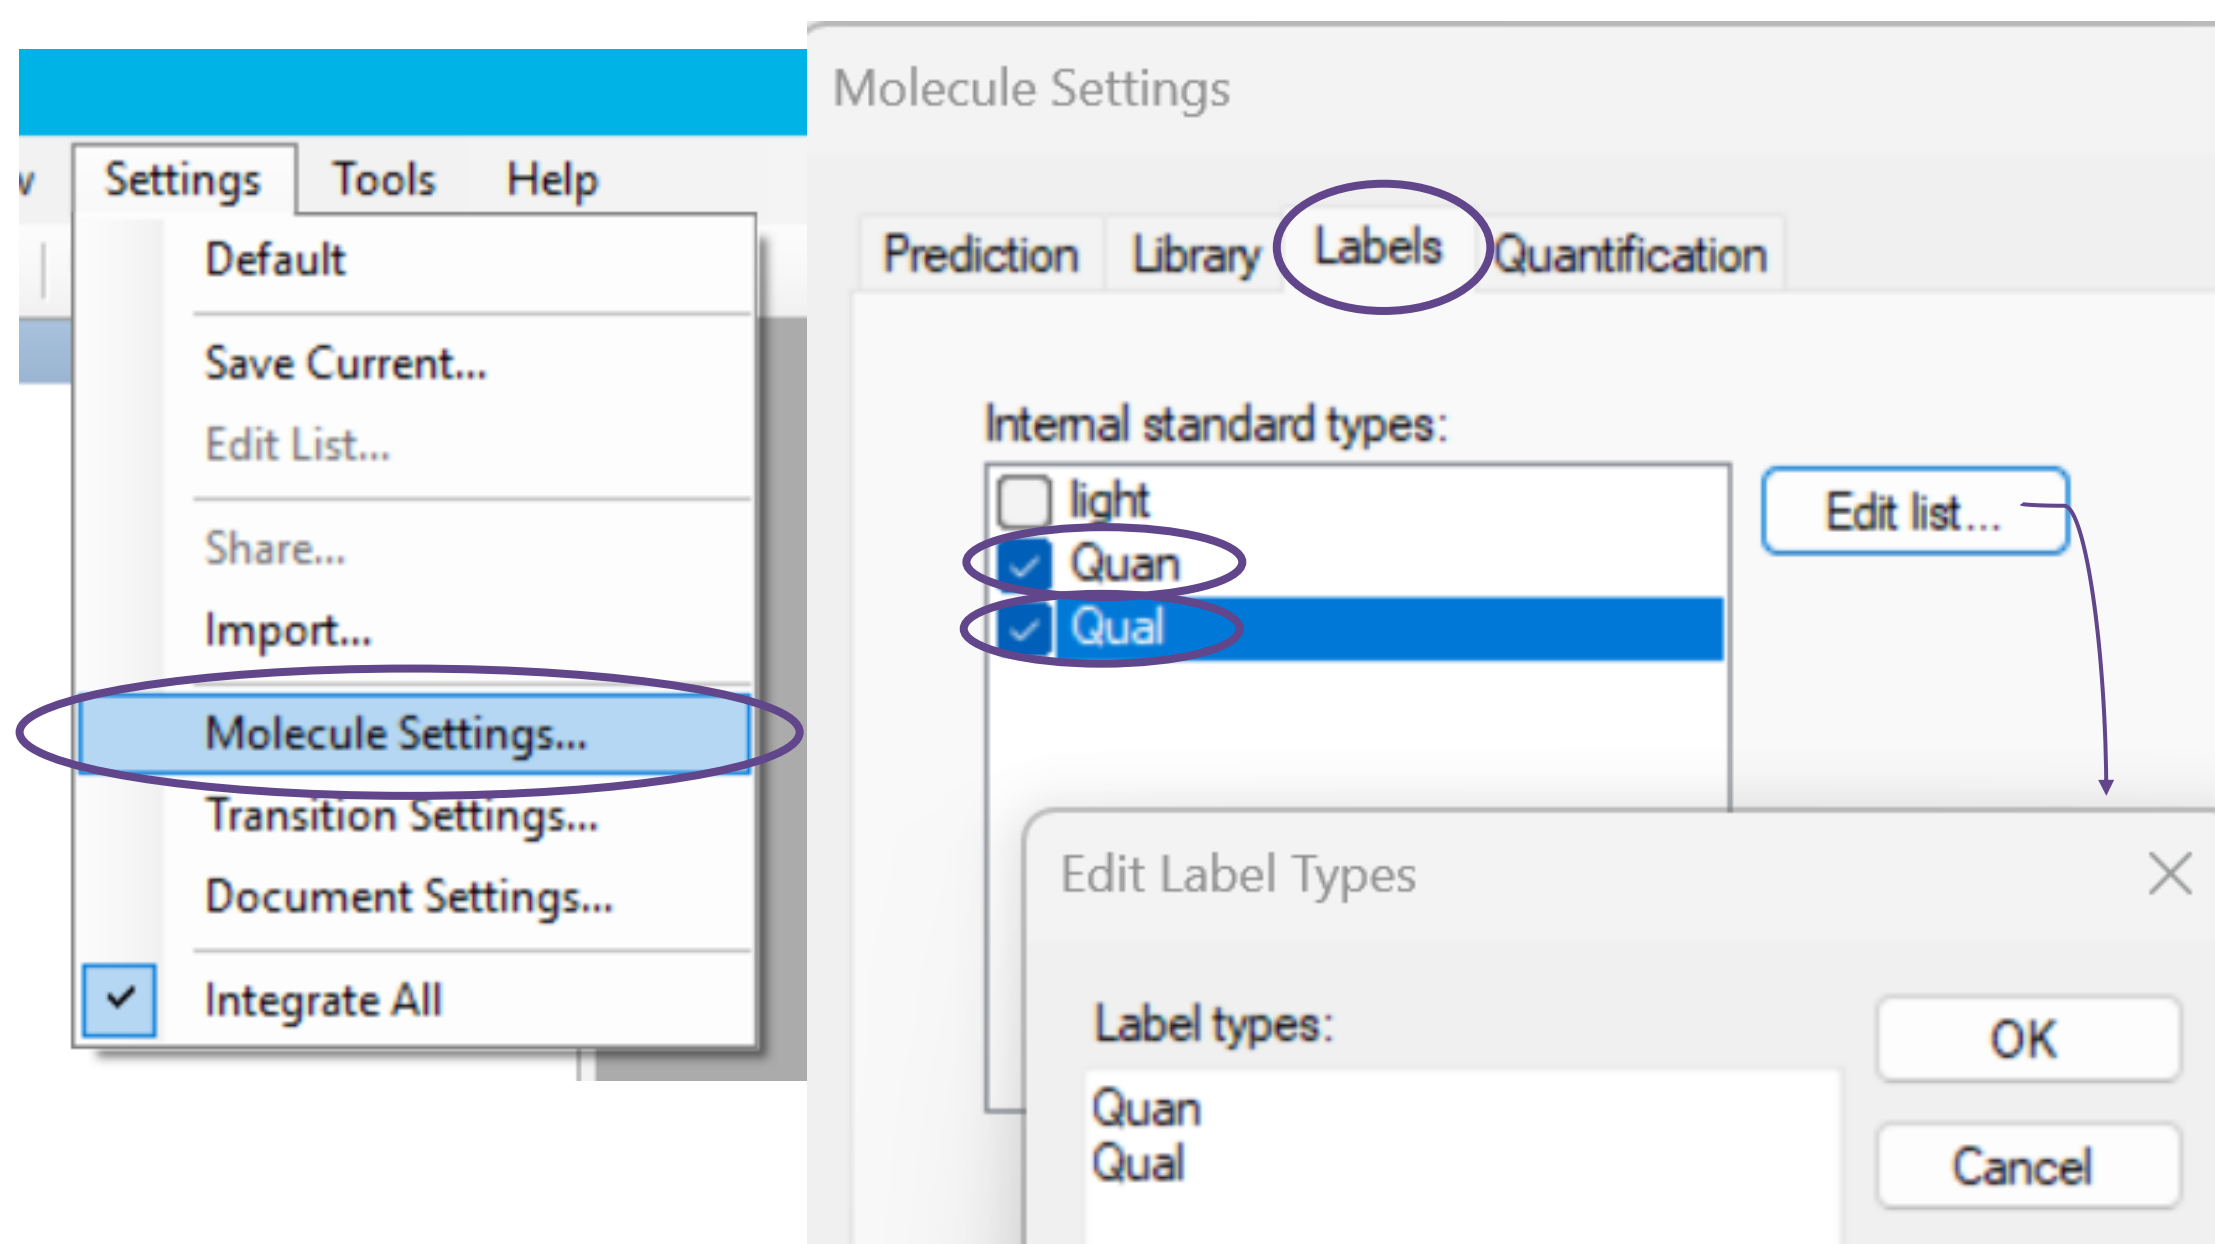 Settings Tools Help
Default
Save Current...
Edit List...
Share...
Import...
Molecule Settings...
Transition Settings...
Document Settings...
Integrate All
Molecule Settings
Prediction Library Labels Quantification
Internal standard types:
light
Quan
Qual
Edit list...
Edit Label Types
Label types:
Quan
Qual
OK
Cancel